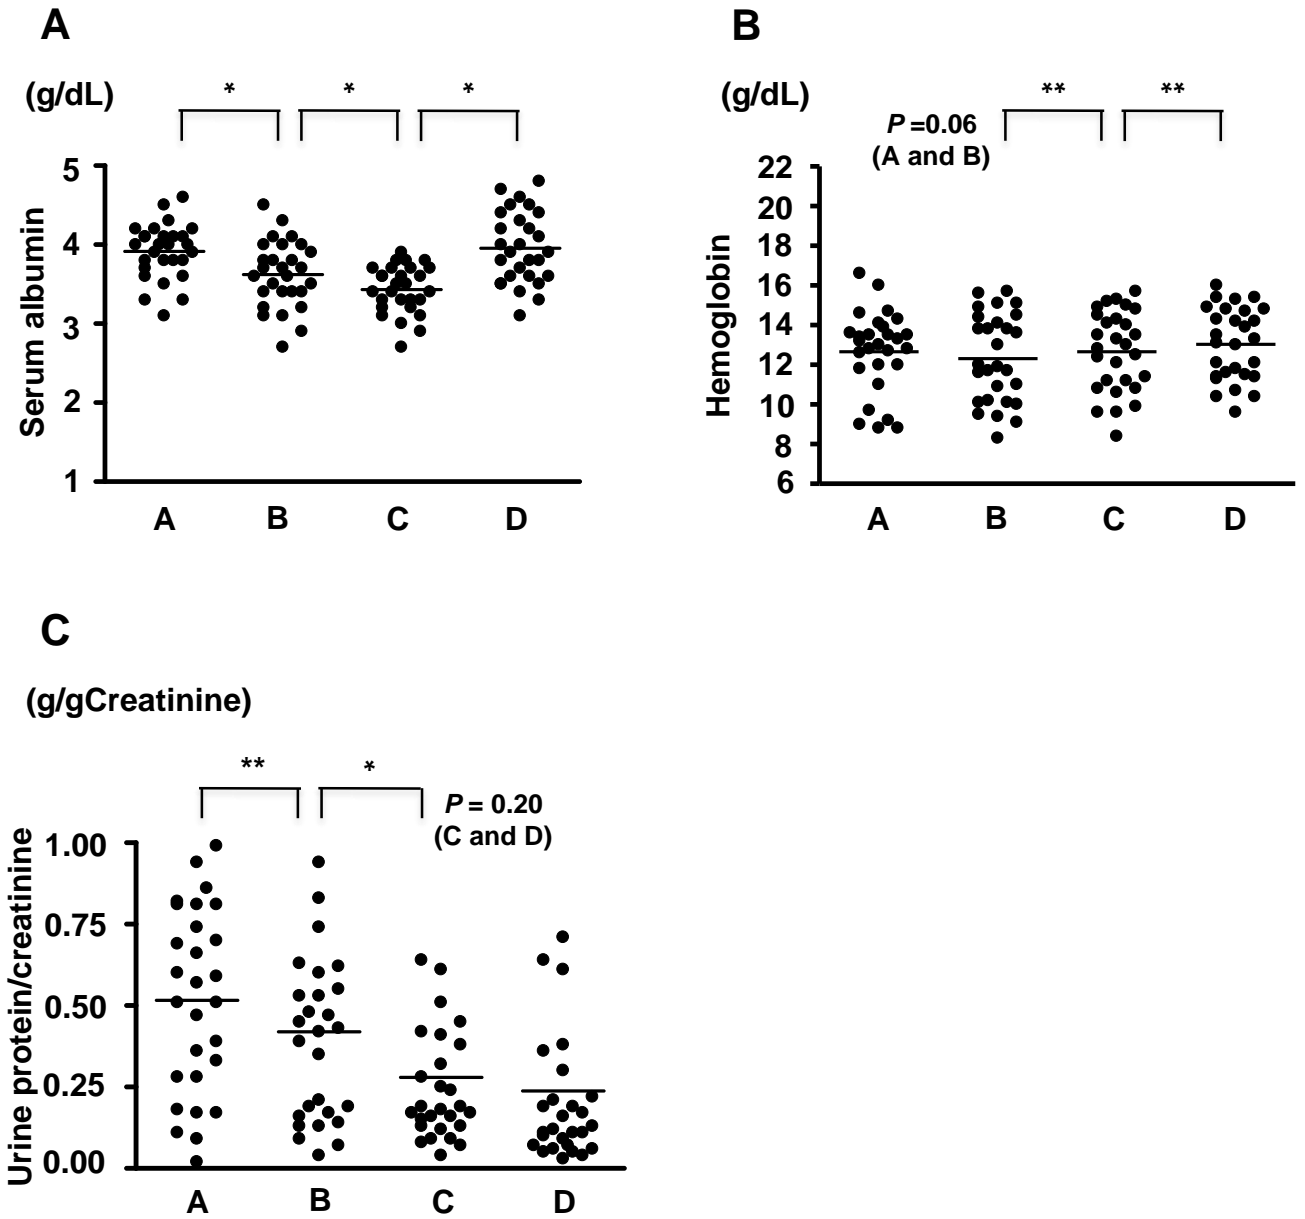 A
(g/dL)
* * *
5
4
3
2
1
Serum albumin
A B C D
B
(g/dL)
** **
P =0.06
(A and B)
22
20
18
16
14
12
10
8
6
Hemoglobin
A B C D
C
(g/gCreatinine)
** *
P = 0.20
(C and D)
1.00
0.75
0.50
0.25
0.00
Urine protein/creatinine
A B C D